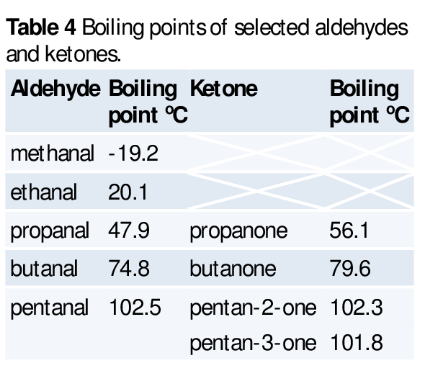 Table 4 Boiling points of selected aldehydes
and ketones.
Aldehyde Boiling Ketone Boiling
point ºC point ºC
methanal -19.2
ethanal 20.1
propanal 47.9 propanone 56.1
butanal 74.8 butanone 79.6
pentanal 102.5 pentan-2-one 102.3
pentan-3-one 101.8